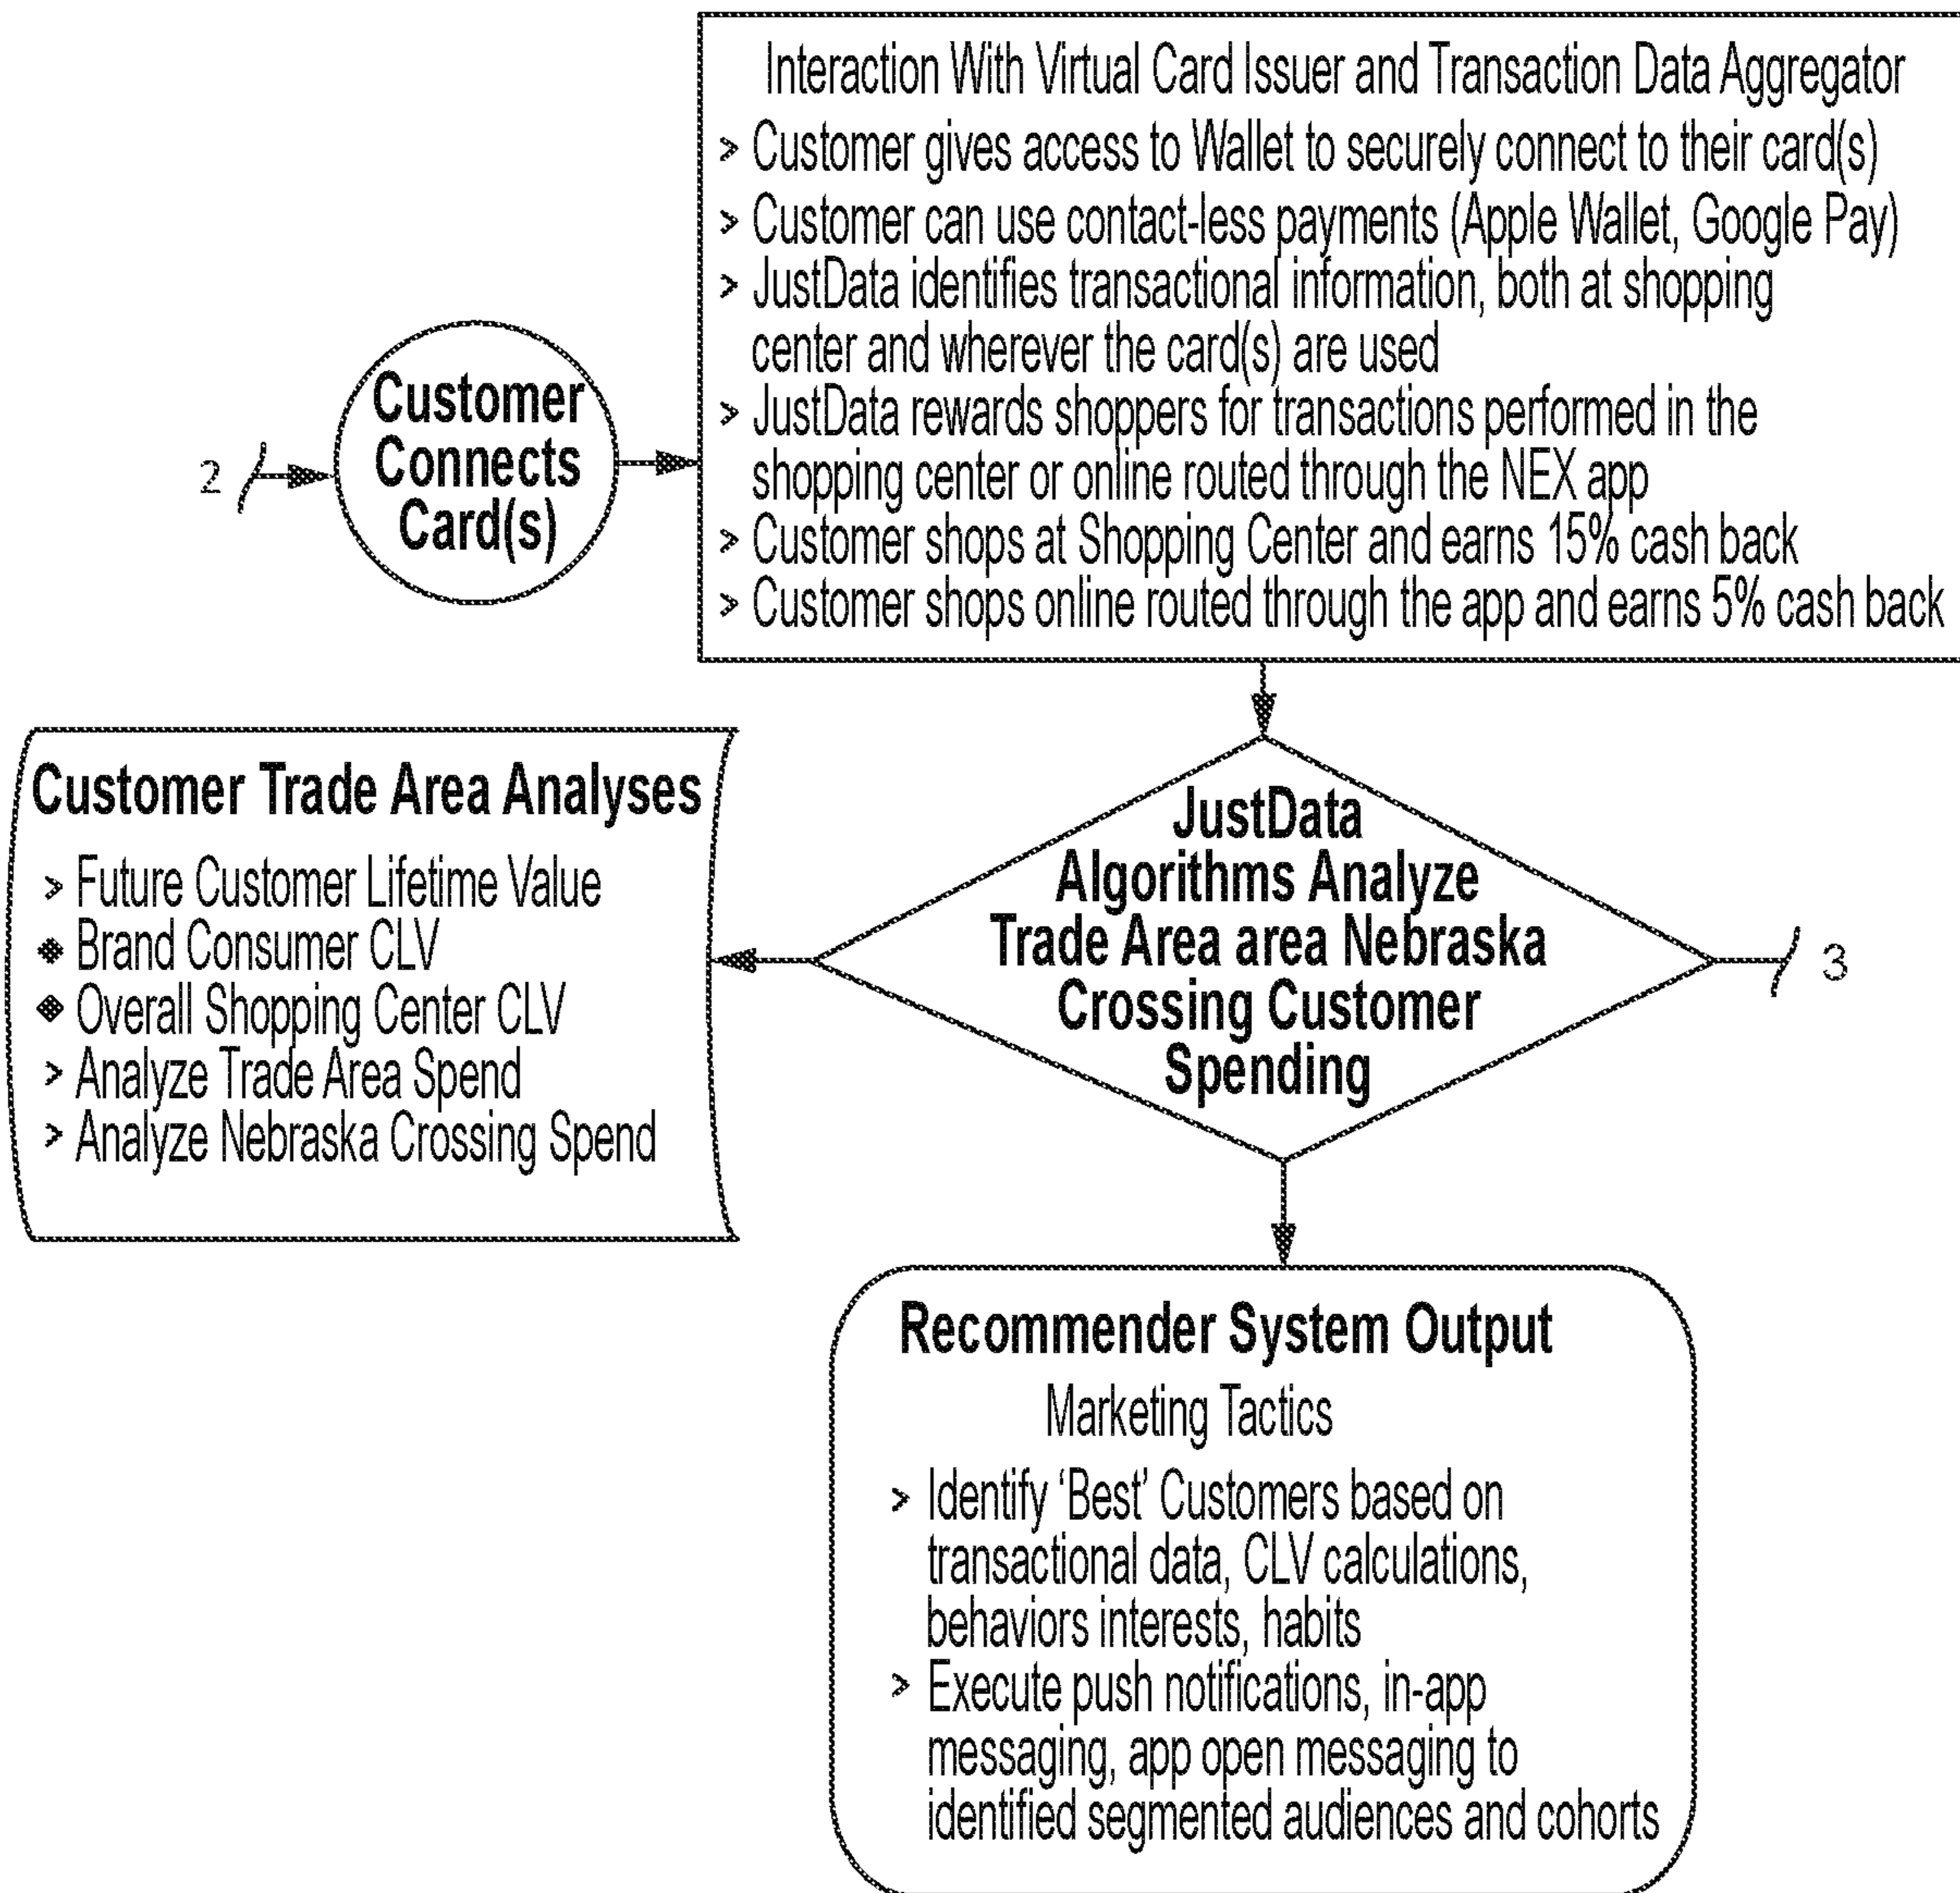 Interaction With Virtual Card Issuer and Transaction Data Aggregator
> Customer gives access to Wallet to securely connect to their card(s)
> Customer can use contact-less payments (Apple Wallet, Google Pay)
> JustData identifies transactional information, both at shopping
center and wherever the card(s) are used
> JustData rewards shoppers for transactions performed in the
shopping center or online routed through the NEX app
> Customer shops at Shopping Center and earns 15% cash back
> Customer shops online routed through the app and earns 5% cash back
2
Customer
Connects
Card(s)
Customer Trade Area Analyses
> Future Customer Lifetime Value
◆ Brand Consumer CLV
◆ Overall Shopping Center CLV
> Analyze Trade Area Spend
> Analyze Nebraska Crossing Spend
JustData
Algorithms Analyze
Trade Area area Nebraska
Crossing Customer
Spending
3
Recommender System Output
Marketing Tactics
> Identify ‘Best’ Customers based on
transactional data, CLV calculations,
behaviors interests, habits
> Execute push notifications, in-app
messaging, app open messaging to
identified segmented audiences and cohorts